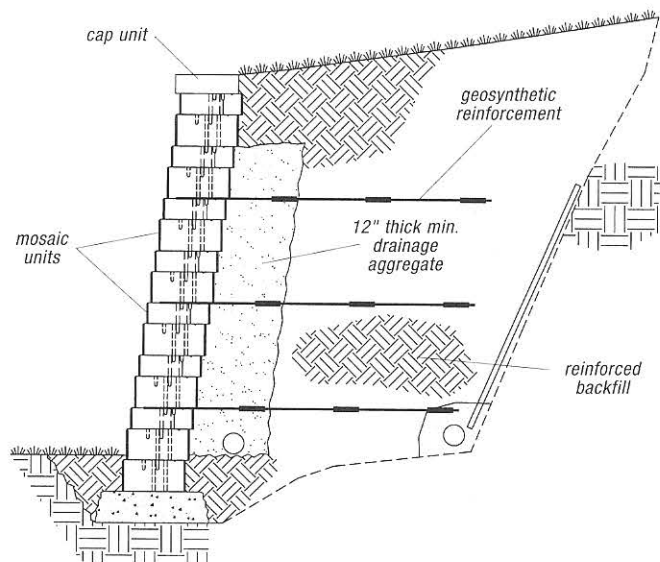 cap unit
geosynthetic
reinforcement
12" thick min.
drainage
aggregate
mosaic
units
reinforced
backfill